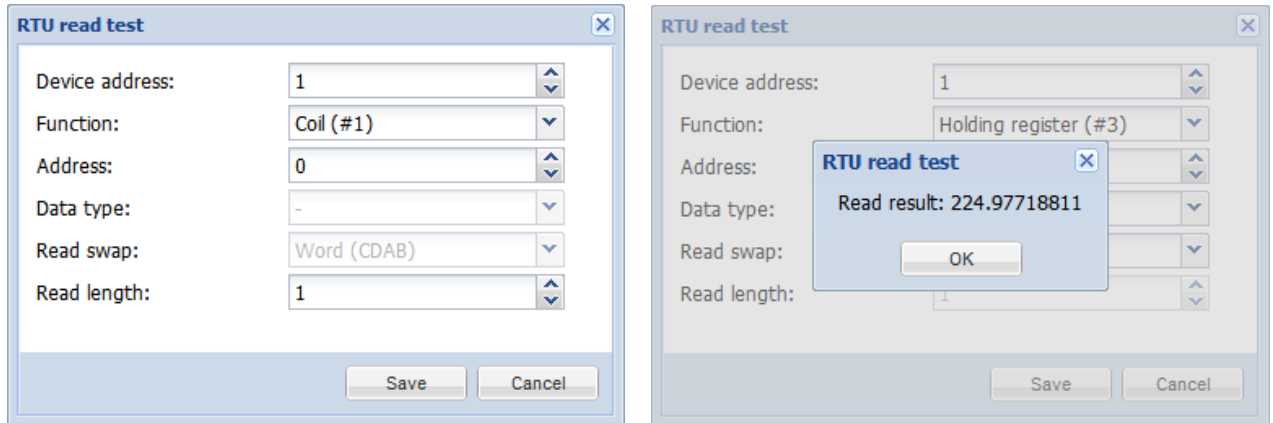 RTU read test
Device address: 1
Function: Coil (#1)
Address: 0
Data type: -
Read swap: Word (CDAB)
Read length: 1
Save Cancel
RTU read test
Device address: 1
Function: Holding register (#3)
Address:
Data type:
Read swap:
Read length: 1
Save Cancel
RTU read test
Read result: 224.97718811
OK